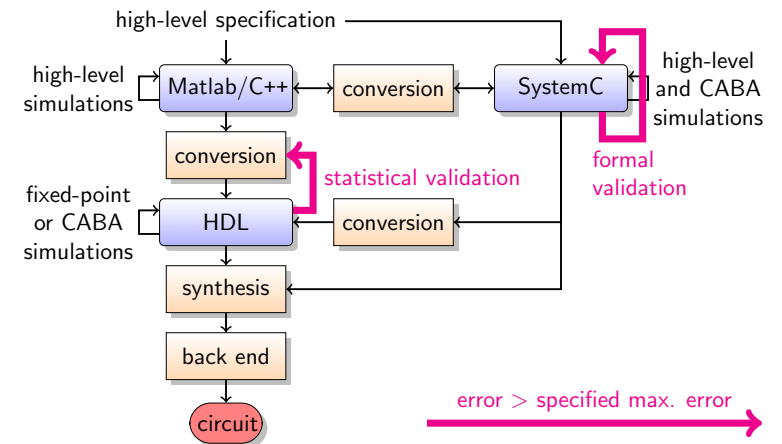 high-level specification
high-level
simulations
Matlab/C++
conversion
SystemC
high-level
and CABA
simulations
conversion
statistical validation
formal
validation
fixed-point
or CABA
simulations
HDL
conversion
synthesis
back end
error > specified max. error
circuit